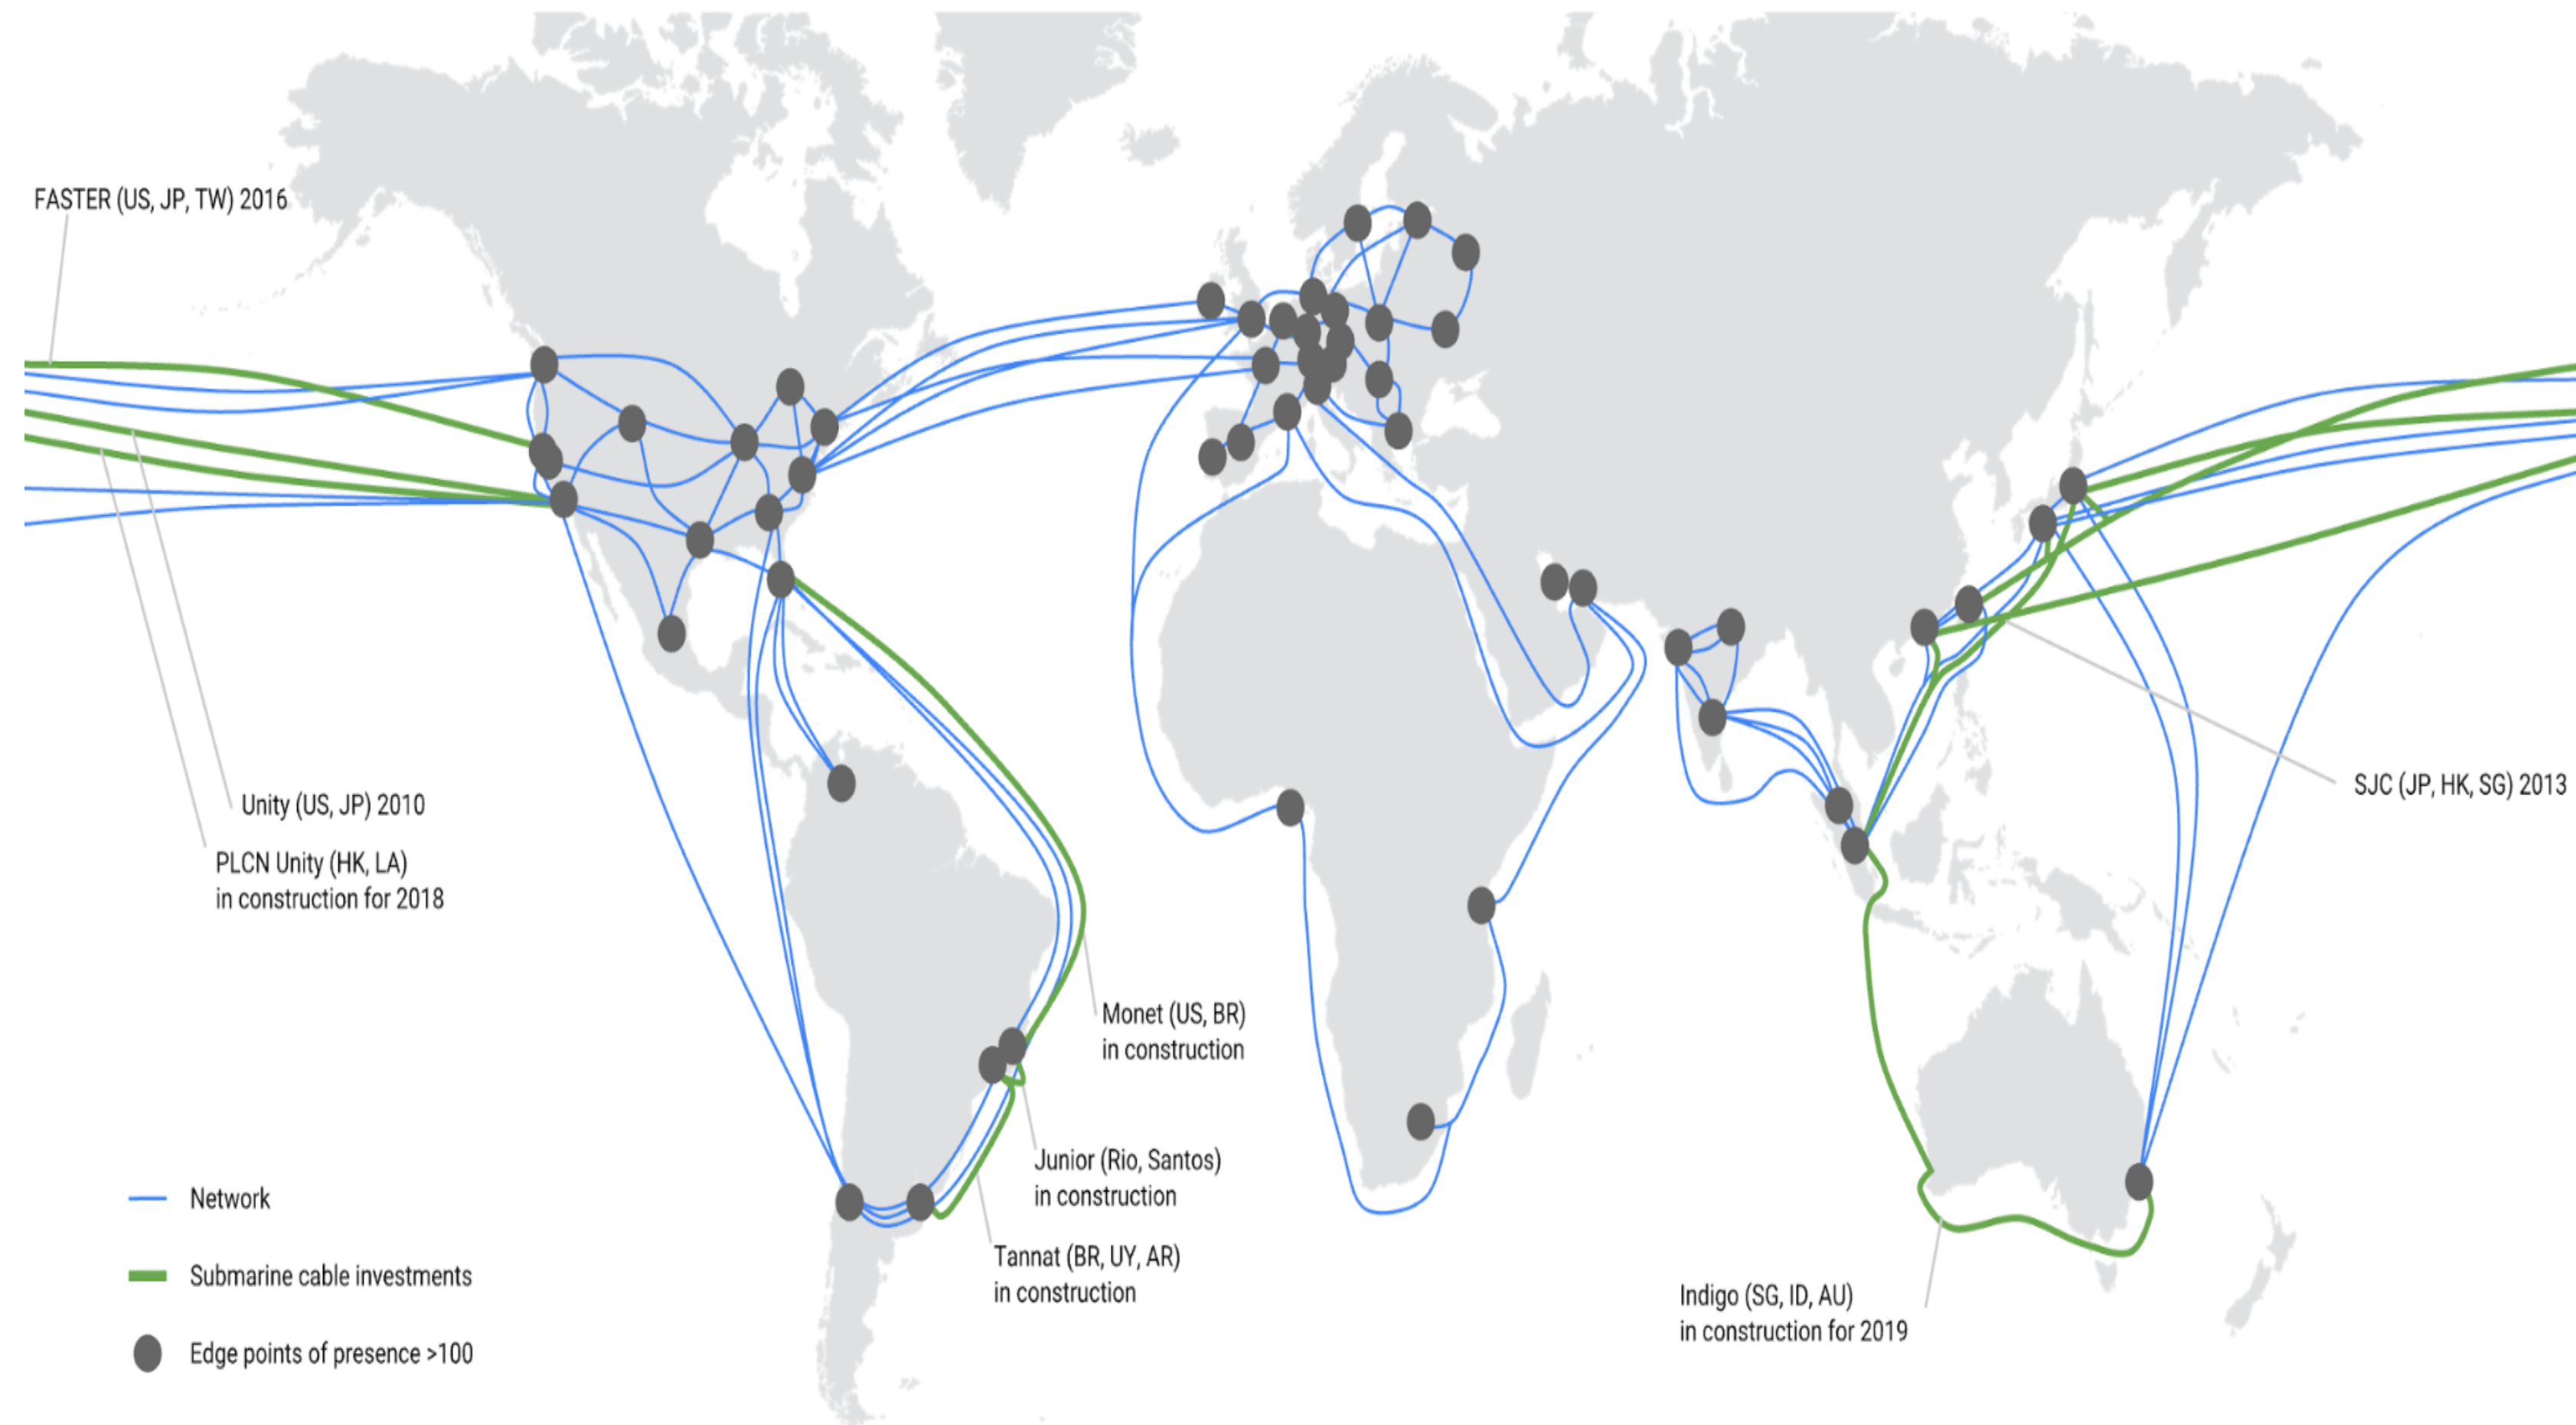 FASTER (US, JP, TW) 2016
Unity (US, JP) 2010
PLCN Unity (HK, LA)
in construction for 2018
SJC (JP, HK, SG) 2013
Monet (US, BR)
in construction
Junior (Rio, Santos)
in construction
Tannat (BR, UY, AR)
in construction
Indigo (SG, ID, AU)
in construction for 2019
Network
Submarine cable investments
Edge points of presence >100